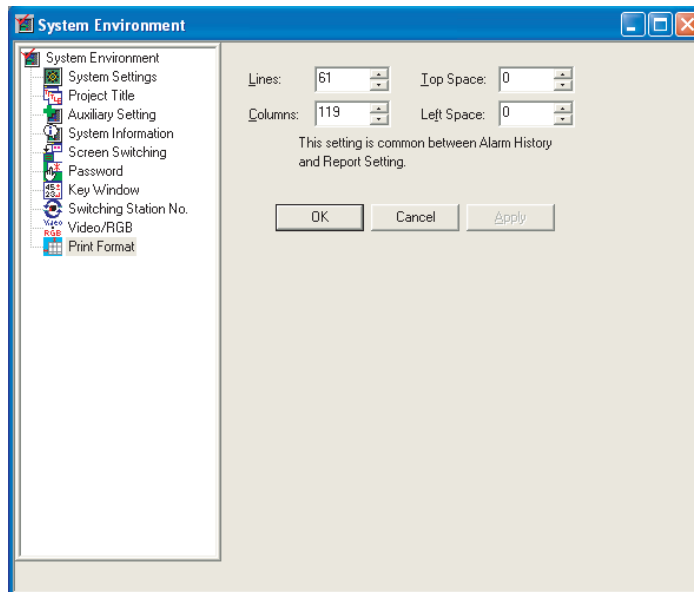 System Environment
System Environment
System Settings
Project Title
Auxiliary Setting
System Information
Screen Switching
Password
Key Window
Switching Station No.
Video/RGB
Print Format
Lines: 61 Top Space: 0
Columns: 119 Left Space: 0
This setting is common between Alarm History
and Report Setting.
OK Cancel Apply